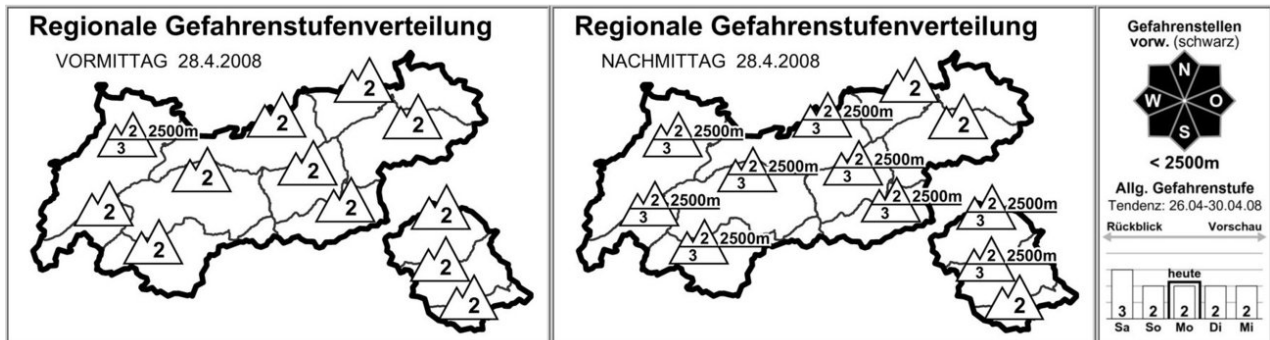 Regionale Gefahrenstufenverteilung
VORMITTAG 28.4.2008
2
2
2
2 2500m
3
2
2
2
2
2
2
2
2
Regionale Gefahrenstufenverteilung
NACHMITTAG 28.4.2008
2
2 2500m
3
2
2 2500m
3
2 2500m
3
2 2500m
3
2 2500m
3
2 2500m
3
2 2500m
3
2 2500m
3
2 2500m
3
2
Gefahrenstellen
vorw. (schwarz)
N
W O
S
< 2500m
Allg. Gefahrenstufe
Tendenz: 26.04-30.04.08
Rückblick Vorschau
heute
3 2 2 2 2
Sa So Mo Di Mi